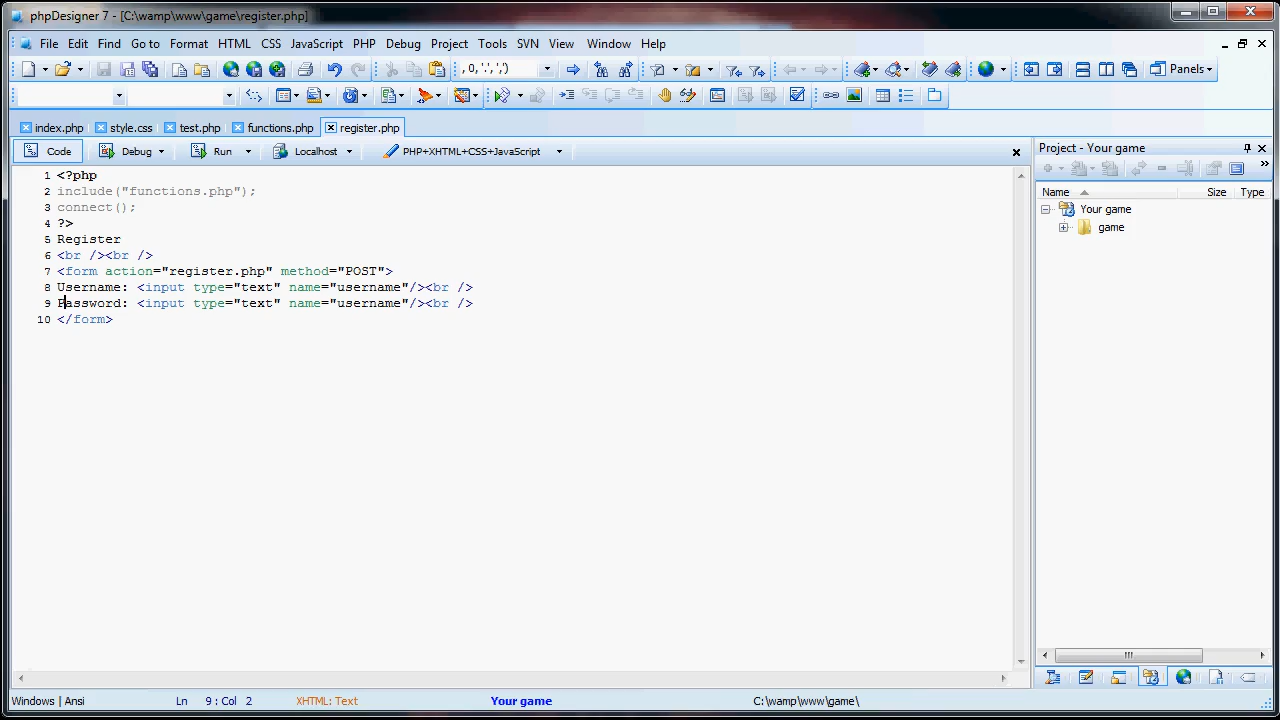 phpDesigner 7 - [C:\wamp\www\game\register.php]
File Edit Find Go to Format HTML CSS JavaScript PHP Debug Project Tools SVN View Window Help
, 0,'.',',')
Panels
index.php style.css test.php functions.php register.php
Code Debug Run Localhost PHP+XHTML+CSS+JavaScript
Project - Your game
Name Size Type
Your game
game
1 <?php
2 include("functions.php");
3 connect();
4 ?>
5 Register
6 <br /><br />
7 <form action="register.php" method="POST">
8 Username: <input type="text" name="username"/><br />
9 Password: <input type="text" name="username"/><br />
10 </form>
Windows | Ansi Ln 9 : Col 2 XHTML: Text Your game C:\wamp\www\game\